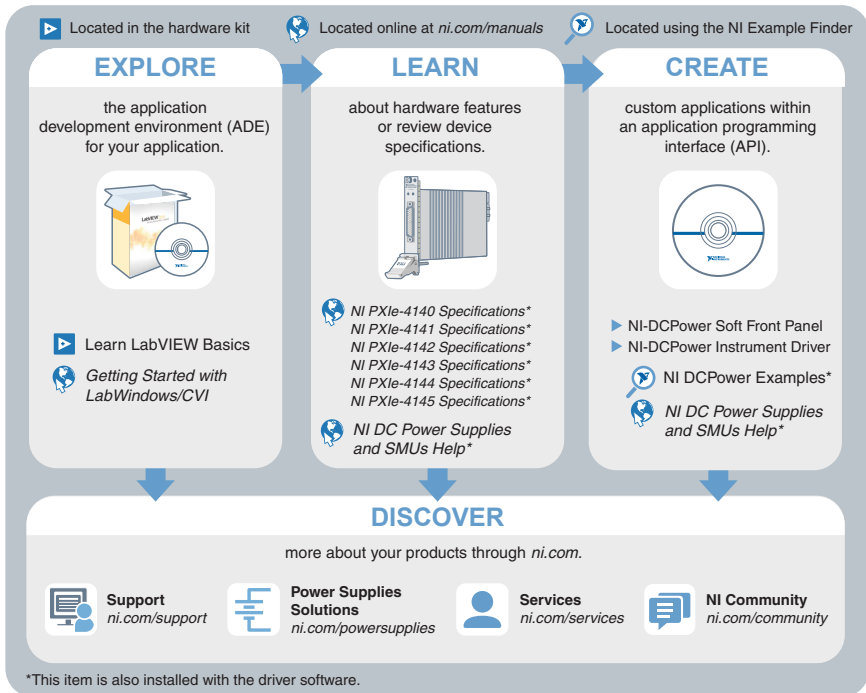 Located in the hardware kit
Located online at ni.com/manuals
Located using the NI Example Finder
EXPLORE
the application
development environment (ADE)
for your application.
LabVIEW
Learn LabVIEW Basics
Getting Started with
LabWindows/CVI
LEARN
about hardware features
or review device
specifications.
NI PXIe-4140 Specifications*
NI PXIe-4141 Specifications*
NI PXIe-4142 Specifications*
NI PXIe-4143 Specifications*
NI PXIe-4144 Specifications*
NI PXIe-4145 Specifications*
NI DC Power Supplies
and SMUs Help*
CREATE
custom applications within
an application programming
interface (API).
NI-DCPower Soft Front Panel
NI-DCPower Instrument Driver
NI DCPower Examples*
NI DC Power Supplies
and SMUs Help*
DISCOVER
more about your products through ni.com.
Support
ni.com/support
Power Supplies
Solutions
ni.com/powersupplies
Services
ni.com/services
NI Community
ni.com/community
*This item is also installed with the driver software.